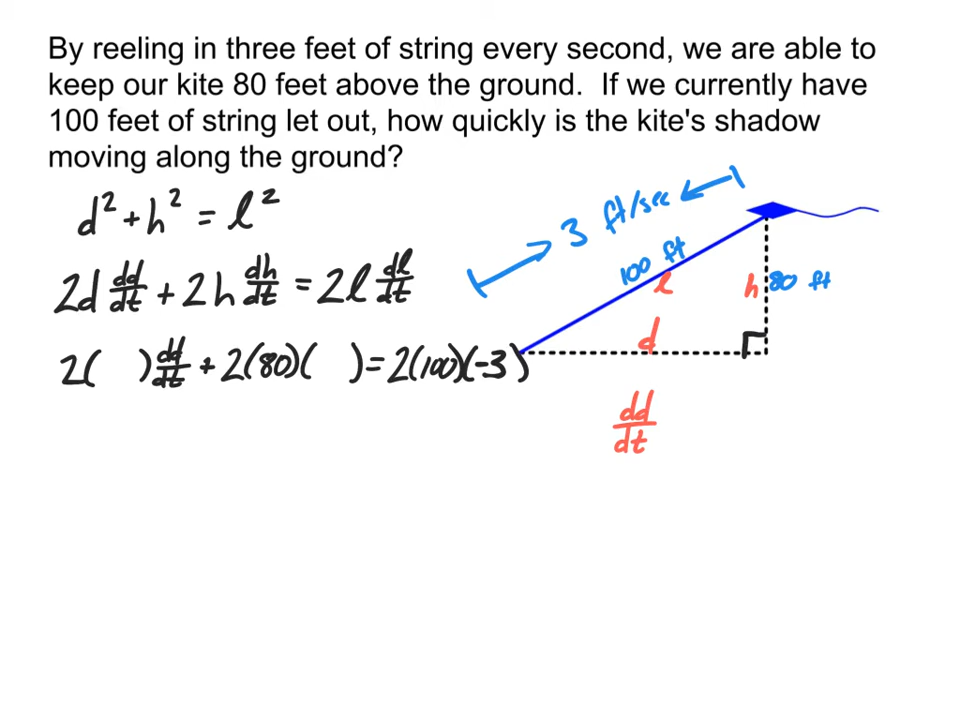 By reeling in three feet of string every second, we are able to
keep our kite 80 feet above the ground.  If we currently have
100 feet of string let out, how quickly is the kite's shadow
moving along the ground?
d² + h² = l²
2d dd/dt + 2h dh/dt = 2l dl/dt
2(   ) dd/dt + 2(80)(   ) = 2(100)(-3)
3 ft/sec
100 ft
l
h 80 ft
d
dd/dt